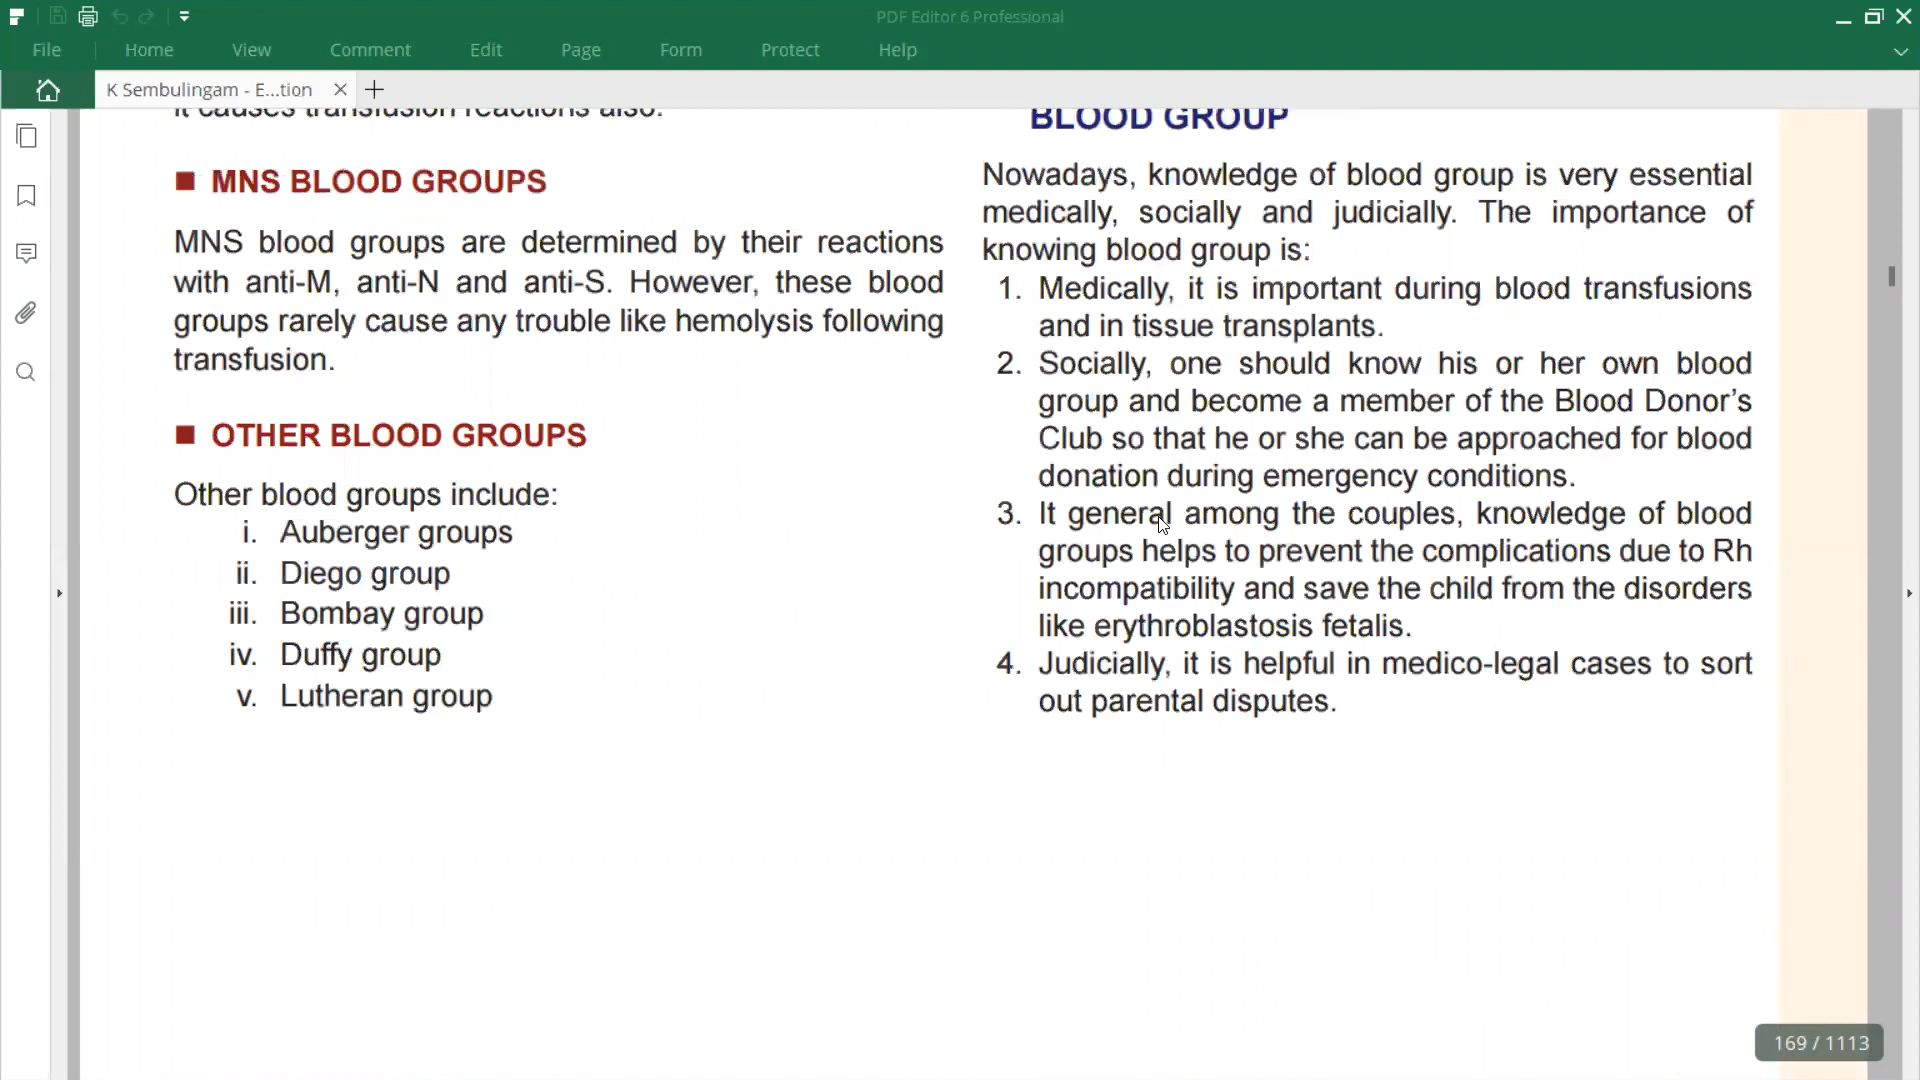 PDF Editor 6 Professional
File Home View Comment Edit Page Form Protect Help
K Sembulingam - E...tion
it causes transfusion reactions also.
■ MNS BLOOD GROUPS
MNS blood groups are determined by their reactions
with anti-M, anti-N and anti-S. However, these blood
groups rarely cause any trouble like hemolysis following
transfusion.
■ OTHER BLOOD GROUPS
Other blood groups include:
i. Auberger groups
ii. Diego group
iii. Bombay group
iv. Duffy group
v. Lutheran group
BLOOD GROUP
Nowadays, knowledge of blood group is very essential
medically, socially and judicially. The importance of
knowing blood group is:
1. Medically, it is important during blood transfusions
and in tissue transplants.
2. Socially, one should know his or her own blood
group and become a member of the Blood Donor’s
Club so that he or she can be approached for blood
donation during emergency conditions.
3. It general among the couples, knowledge of blood
groups helps to prevent the complications due to Rh
incompatibility and save the child from the disorders
like erythroblastosis fetalis.
4. Judicially, it is helpful in medico-legal cases to sort
out parental disputes.
169 / 1113